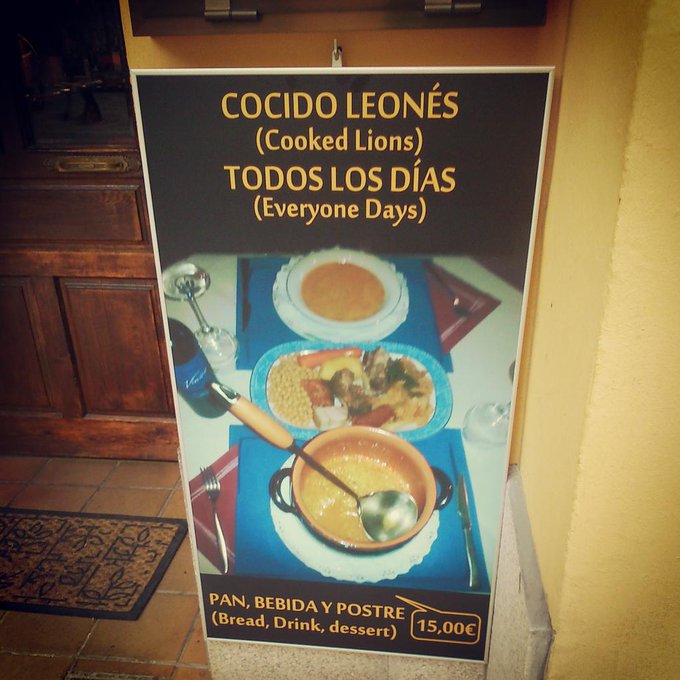 COCIDO LEONÉS
(Cooked Lions)
TODOS LOS DÍAS
(Everyone Days)
PAN, BEBIDA Y POSTRE
(Bread, Drink, dessert)
15,00€